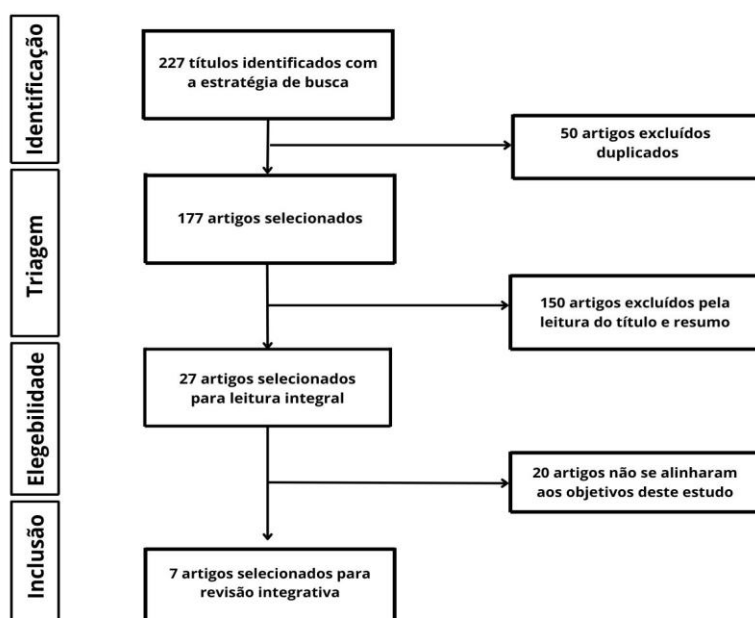 Identificação
227 títulos identificados com
a estratégia de busca
50 artigos excluídos
duplicados
Triagem
177 artigos selecionados
150 artigos excluídos pela
leitura do título e resumo
Elegebilidade
27 artigos selecionados
para leitura integral
20 artigos não se alinharam
aos objetivos deste estudo
Inclusão
7 artigos selecionados para
revisão integrativa